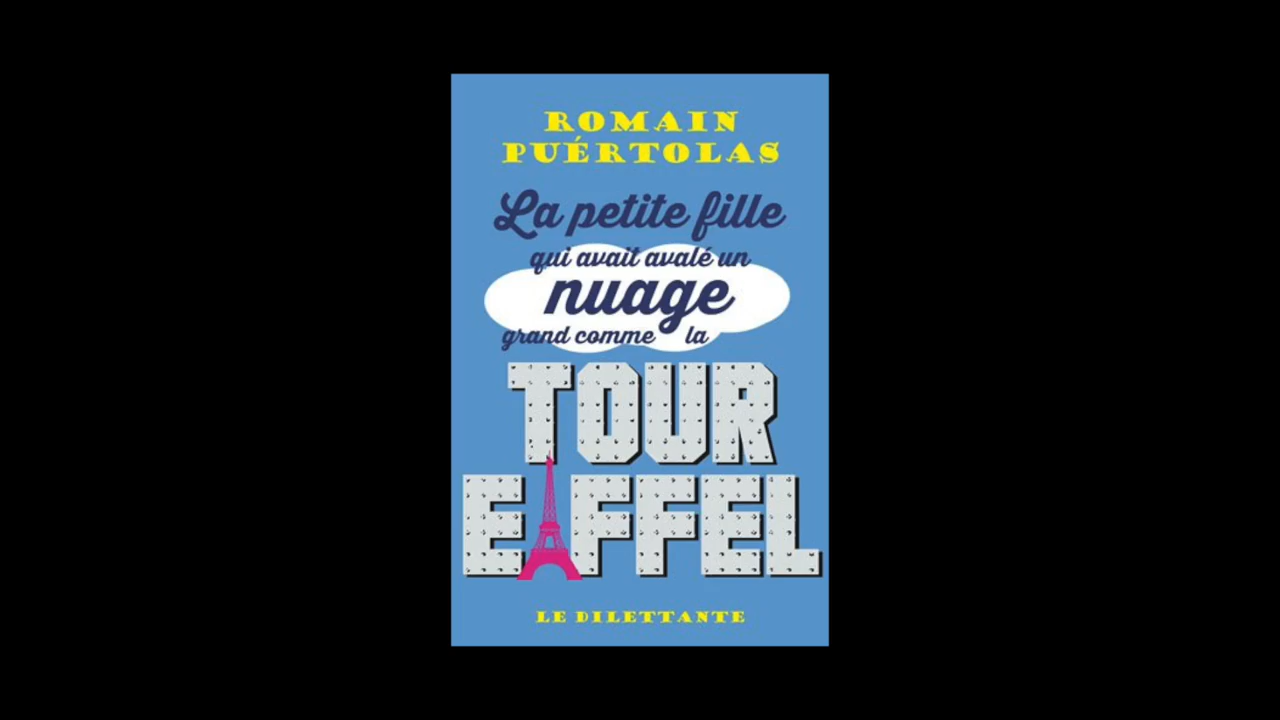 ROMAIN
PUÉRTOLAS
La petite fille
qui avait avalé un
nuage
grand comme la
TOUR
EIFFEL
LE DILETTANTE